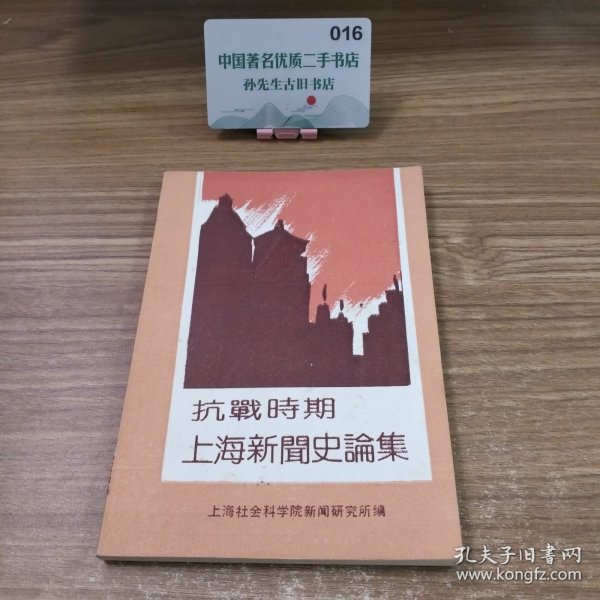 016
中国著名优质二手书店
孙先生古旧书店
抗戰時期
上海新聞史論集
上海社会科学院新闻研究所编
孔夫子旧书网
www.kongfz.com